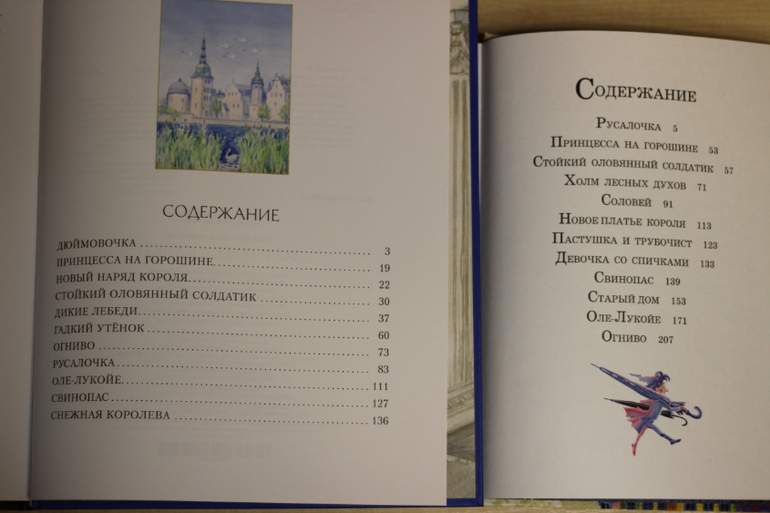 СОДЕРЖАНИЕ
ДЮЙМОВОЧКА ........ 3
ПРИНЦЕССА НА ГОРОШИНЕ ........ 19
НОВЫЙ НАРЯД КОРОЛЯ ........ 22
СТОЙКИЙ ОЛОВЯННЫЙ СОЛДАТИК ........ 30
ДИКИЕ ЛЕБЕДИ ........ 37
ГАДКИЙ УТЁНОК ........ 60
ОГНИВО ........ 73
РУСАЛОЧКА ........ 83
ОЛЕ-ЛУКОЙЕ ........ 111
СВИНОПАС ........ 127
СНЕЖНАЯ КОРОЛЕВА ........ 136
СОДЕРЖАНИЕ
РУСАЛОЧКА 5
ПРИНЦЕССА НА ГОРОШИНЕ 53
СТОЙКИЙ ОЛОВЯННЫЙ СОЛДАТИК 57
ХОЛМ ЛЕСНЫХ ДУХОВ 71
СОЛОВЕЙ 91
НОВОЕ ПЛАТЬЕ КОРОЛЯ 113
ПАСТУШКА И ТРУБОЧИСТ 123
ДЕВОЧКА СО СПИЧКАМИ 133
СВИНОПАС 139
СТАРЫЙ ДОМ 153
ОЛЕ-ЛУКОЙЕ 171
ОГНИВО 207